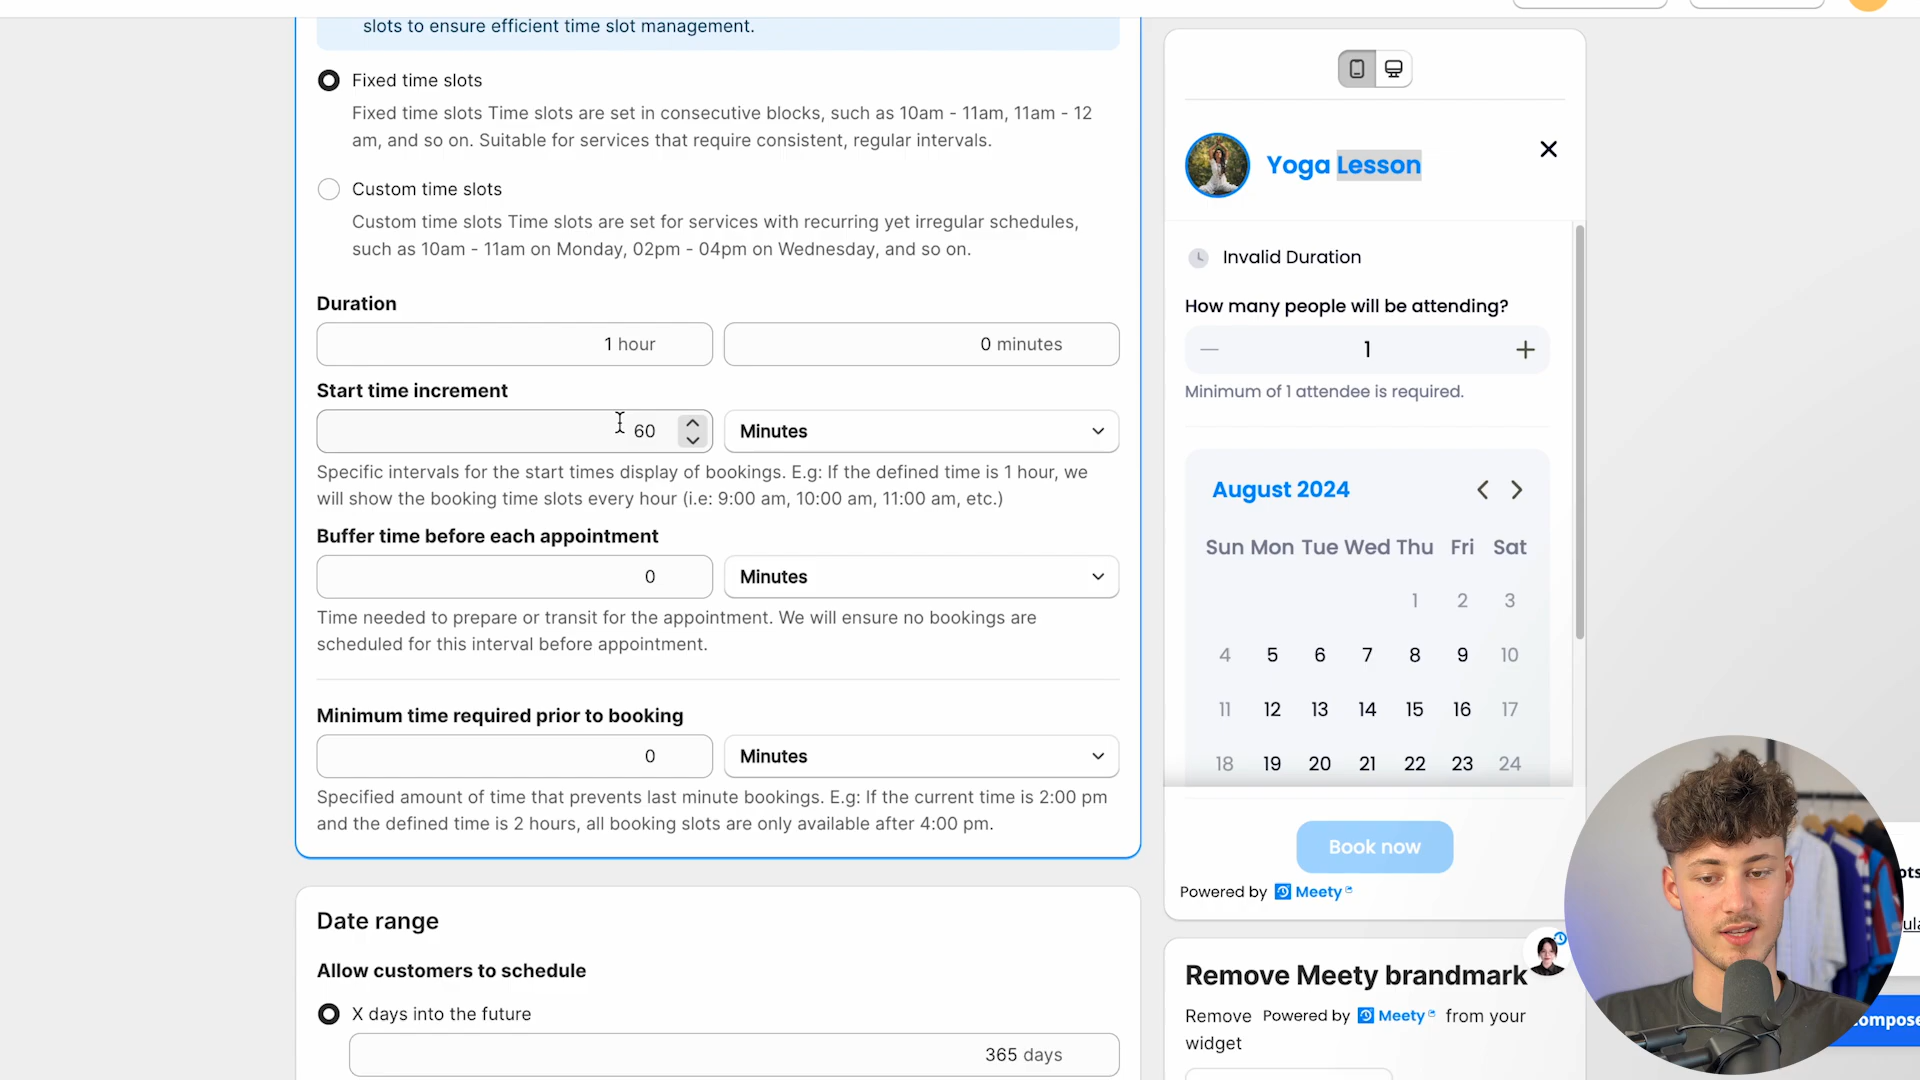 slots to ensure efficient time slot management.
Fixed time slots
Fixed time slots Time slots are set in consecutive blocks, such as 10am - 11am, 11am - 12
am, and so on. Suitable for services that require consistent, regular intervals.
Custom time slots
Custom time slots Time slots are set for services with recurring yet irregular schedules,
such as 10am - 11am on Monday, 02pm - 04pm on Wednesday, and so on.
Duration
1 hour
0 minutes
Start time increment
60
Minutes
Specific intervals for the start times display of bookings. E.g: If the defined time is 1 hour, we
will show the booking time slots every hour (i.e: 9:00 am, 10:00 am, 11:00 am, etc.)
Buffer time before each appointment
0
Minutes
Time needed to prepare or transit for the appointment. We will ensure no bookings are
scheduled for this interval before appointment.
Minimum time required prior to booking
0
Minutes
Specified amount of time that prevents last minute bookings. E.g: If the current time is 2:00 pm
and the defined time is 2 hours, all booking slots are only available after 4:00 pm.
Date range
Allow customers to schedule
X days into the future
365 days
Yoga Lesson
Invalid Duration
How many people will be attending?
1
Minimum of 1 attendee is required.
August 2024
Sun Mon Tue Wed Thu Fri Sat
1 2 3
4 5 6 7 8 9 10
11 12 13 14 15 16 17
18 19 20 21 22 23 24
Book now
Powered by Meety
Remove Meety brandmark
Remove Powered by Meety from your
widget